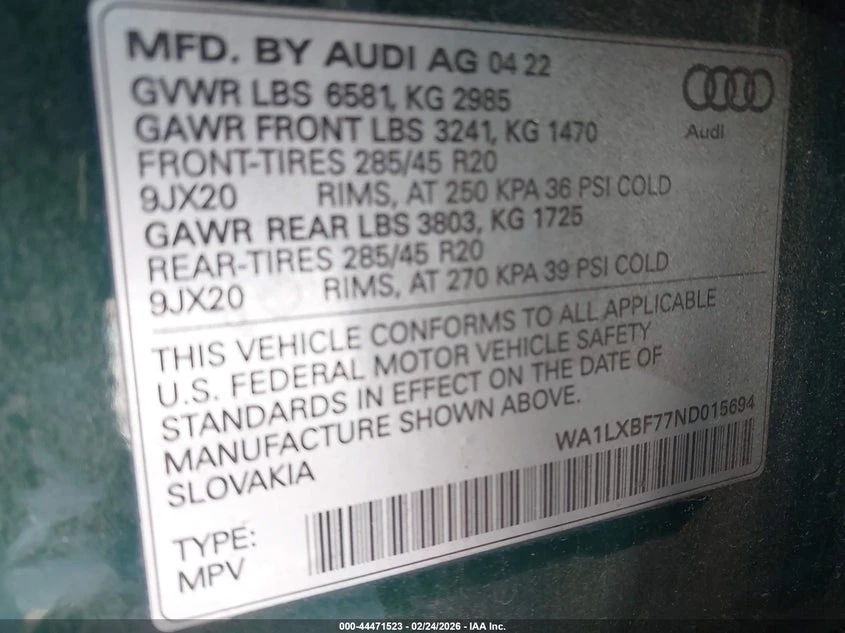 MFD. BY AUDI AG 04 22
GVWR LBS 6581, KG 2985
GAWR FRONT LBS 3241, KG 1470
FRONT-TIRES 285/45 R20
9JX20 RIMS, AT 250 KPA 36 PSI COLD
GAWR REAR LBS 3803, KG 1725
REAR-TIRES 285/45 R20
9JX20 RIMS, AT 270 KPA 39 PSI COLD
Audi
THIS VEHICLE CONFORMS TO ALL APPLICABLE
U.S. FEDERAL MOTOR VEHICLE SAFETY
STANDARDS IN EFFECT ON THE DATE OF
MANUFACTURE SHOWN ABOVE.
SLOVAKIA
WA1LXBF77ND015694
TYPE:
MPV
000-44471523 - 02/24/2026 - IAA Inc.